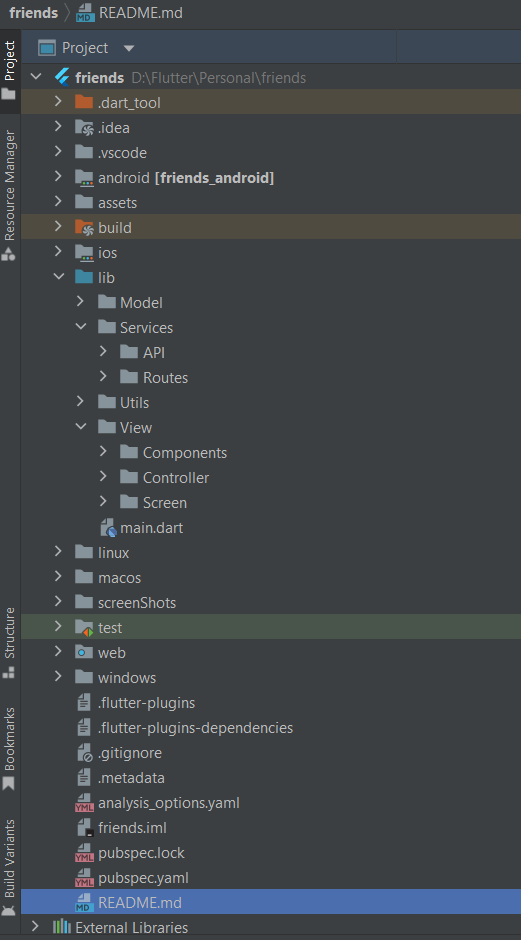 friends README.md
Project
friends D:\Flutter\Personal\friends
.dart_tool
.idea
.vscode
android [friends_android]
assets
build
ios
lib
Model
Services
API
Routes
Utils
View
Components
Controller
Screen
main.dart
linux
macos
screenShots
test
web
windows
.flutter-plugins
.flutter-plugins-dependencies
.gitignore
.metadata
analysis_options.yaml
friends.iml
pubspec.lock
pubspec.yaml
README.md
External Libraries
Project
Resource Manager
Structure
Bookmarks
Build Variants